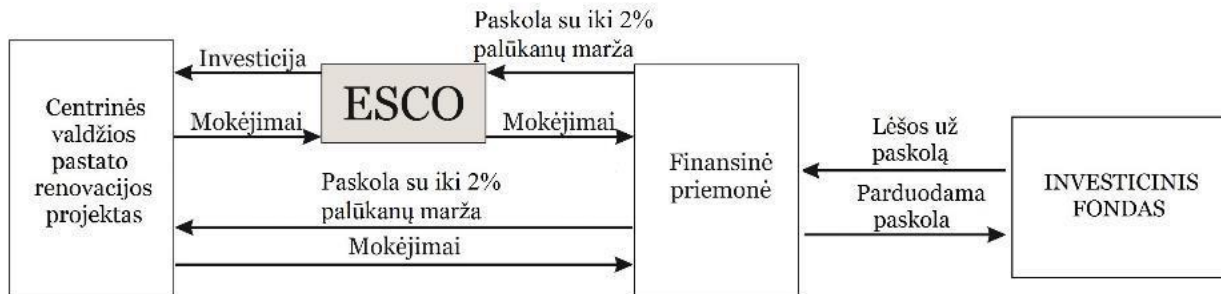 Centrinės
valdžios
pastato
renovacijos
projektas
Investicija
Mokėjimai
ESCO
Paskola su iki 2%
palūkanų marža
Mokėjimai
Paskola su iki 2%
palūkanų marža
Mokėjimai
Finansinė
priemonė
Lėšos už
paskolą
Parduodama
paskola
INVESTICINIS
FONDAS